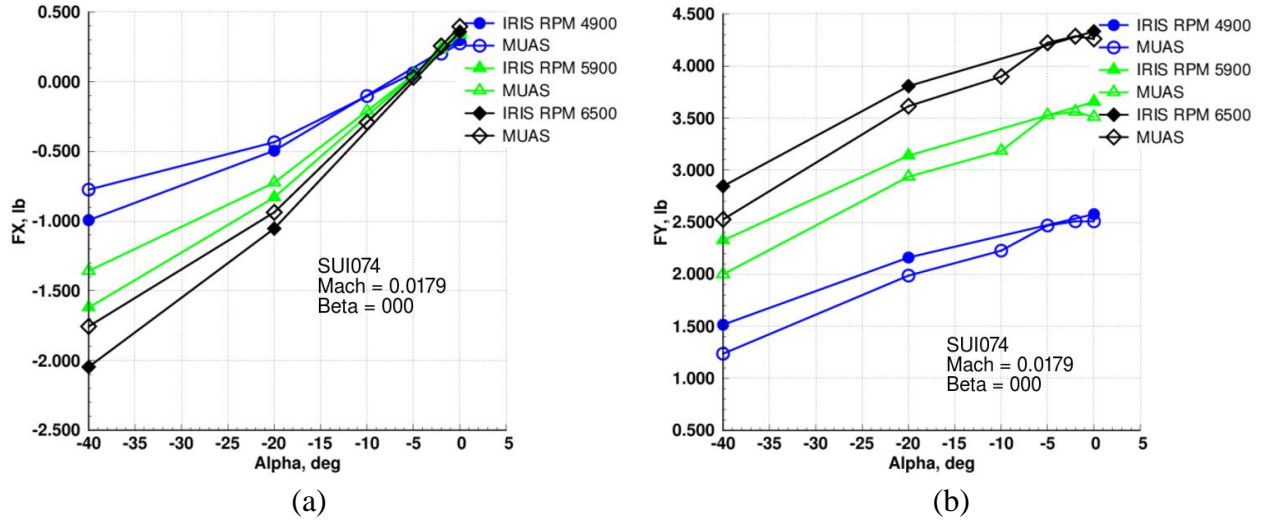 FX, lb
0.500
0.000
-0.500
-1.000
-1.500
-2.000
-2.500
-40 -35 -30 -25 -20 -15 -10 -5 0 5
Alpha, deg
IRIS RPM 4900
MUAS
IRIS RPM 5900
MUAS
IRIS RPM 6500
MUAS
SUI074
Mach = 0.0179
Beta = 000
(a)
FY, lb
4.500
4.000
3.500
3.000
2.500
2.000
1.500
1.000
0.500
-40 -35 -30 -25 -20 -15 -10 -5 0 5
Alpha, deg
IRIS RPM 4900
MUAS
IRIS RPM 5900
MUAS
IRIS RPM 6500
MUAS
SUI074
Mach = 0.0179
Beta = 000
(b)